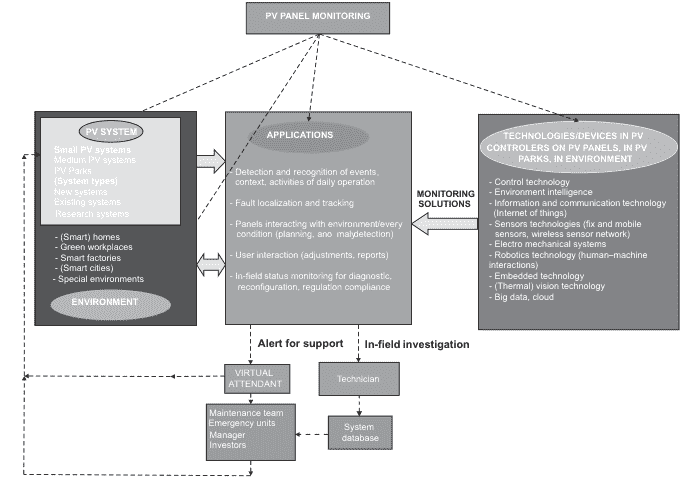 PV PANEL MONITORING
PV SYSTEM
Small PV systems
Medium PV systems
PV Parks
(System types)
New systems
Existing systems
Research systems
- (Smart) homes
- Green workplaces
- Smart factories
- (Smart cities)
- Special environments
ENVIRONMENT
APPLICATIONS
- Detection and recognition of events,
context, activities of daily operation
- Fault localization and tracking
- Panels interacting with environment/every
condition (planning, and maldetection)
- User interaction (adjustments, reports)
- In-field status monitoring for diagnostic,
reconfiguration, regulation compliance
MONITORING
SOLUTIONS
TECHNOLOGIES/DEVICES IN PV
CONTROLERS ON PV PANELS, IN PV
PARKS, IN ENVIRONMENT
- Control technology
- Environment intelligence
- Information and communication technology
(Internet of things)
- Sensors technologies (fix and mobile
sensors, wireless sensor network)
- Electro mechanical systems
- Robotics technology (human–machine
interactions)
- Embedded technology
- (Thermal) vision technology
- Big data, cloud
Alert for support
In-field investigation
VIRTUAL
ATTENDANT
Technician
Maintenance team
Emergency units
Manager
Investors
System
database